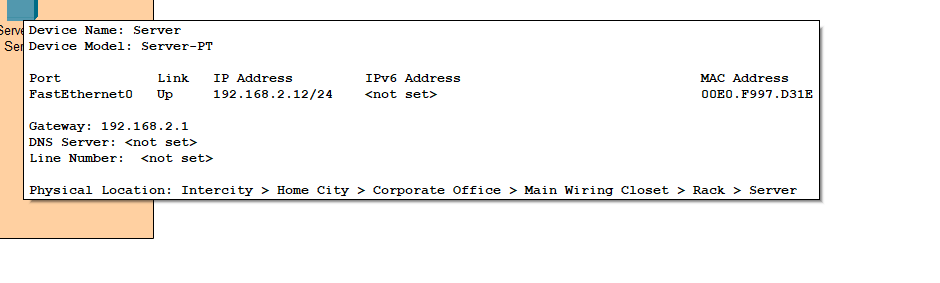 Serve
Ser
Device Name: Server
Device Model: Server-PT
Port Link IP Address IPv6 Address MAC Address
FastEthernet0 Up 192.168.2.12/24 <not set> 00E0.F997.D31E
Gateway: 192.168.2.1
DNS Server: <not set>
Line Number: <not set>
Physical Location: Intercity > Home City > Corporate Office > Main Wiring Closet > Rack > Server